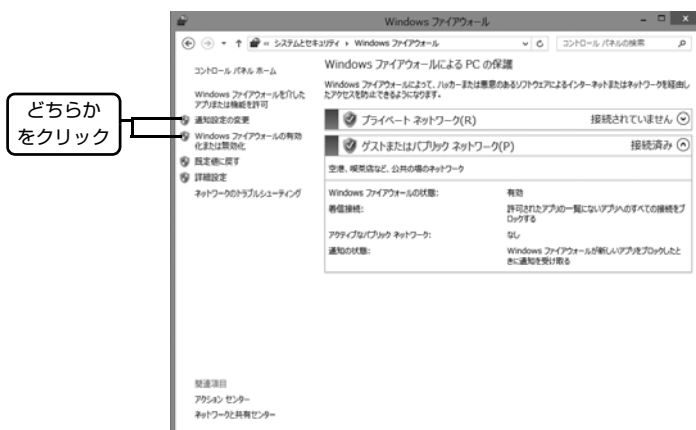 Windows ファイアウォール
システムとセキュリティ
Windows ファイアウォール
コントロール パネルの検索
どちらか
をクリック
コントロール パネル ホーム
Windows ファイアウォールを介した
アプリまたは機能を許可
通知設定の変更
Windows ファイアウォールの有効
化または無効化
既定値に戻す
詳細設定
ネットワークのトラブルシューティング
Windows ファイアウォールによる PC の保護
Windows ファイアウォールによって、ハッカーまたは悪意のあるソフトウェアによるインターネットまたはネットワークを経由し
たアクセスを防止できるようになります。
プライベート ネットワーク(R)
接続されていません
ゲストまたはパブリック ネットワーク(P)
接続済み
空港、喫茶店など、公共の場のネットワーク
Windows ファイアウォールの状態:
有効
着信接続:
許可されたアプリの一覧にないアプリへのすべての接続をブ
ロックする
アクティブなパブリック ネットワーク:
なし
通知の状態:
Windows ファイアウォールが新しいアプリをブロックしたと
きに通知を受け取る
関連項目
アクション センター
ネットワークと共有センター